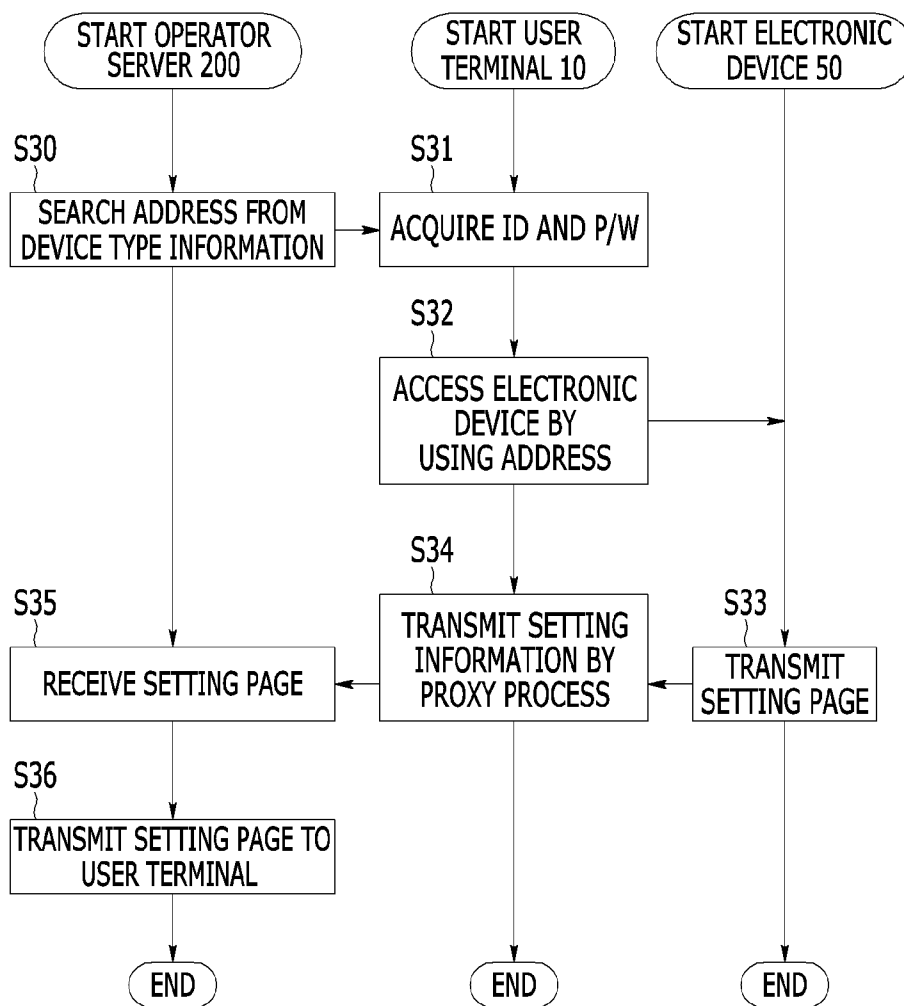 START OPERATOR
SERVER 200
START USER
TERMINAL 10
START ELECTRONIC
DEVICE 50
S30
SEARCH ADDRESS FROM
DEVICE TYPE INFORMATION
S31
ACQUIRE ID AND P/W
S32
ACCESS ELECTRONIC
DEVICE BY
USING ADDRESS
S34
TRANSMIT SETTING
INFORMATION BY
PROXY PROCESS
S33
TRANSMIT
SETTING PAGE
S35
RECEIVE SETTING PAGE
S36
TRANSMIT SETTING PAGE TO
USER TERMINAL
END
END
END